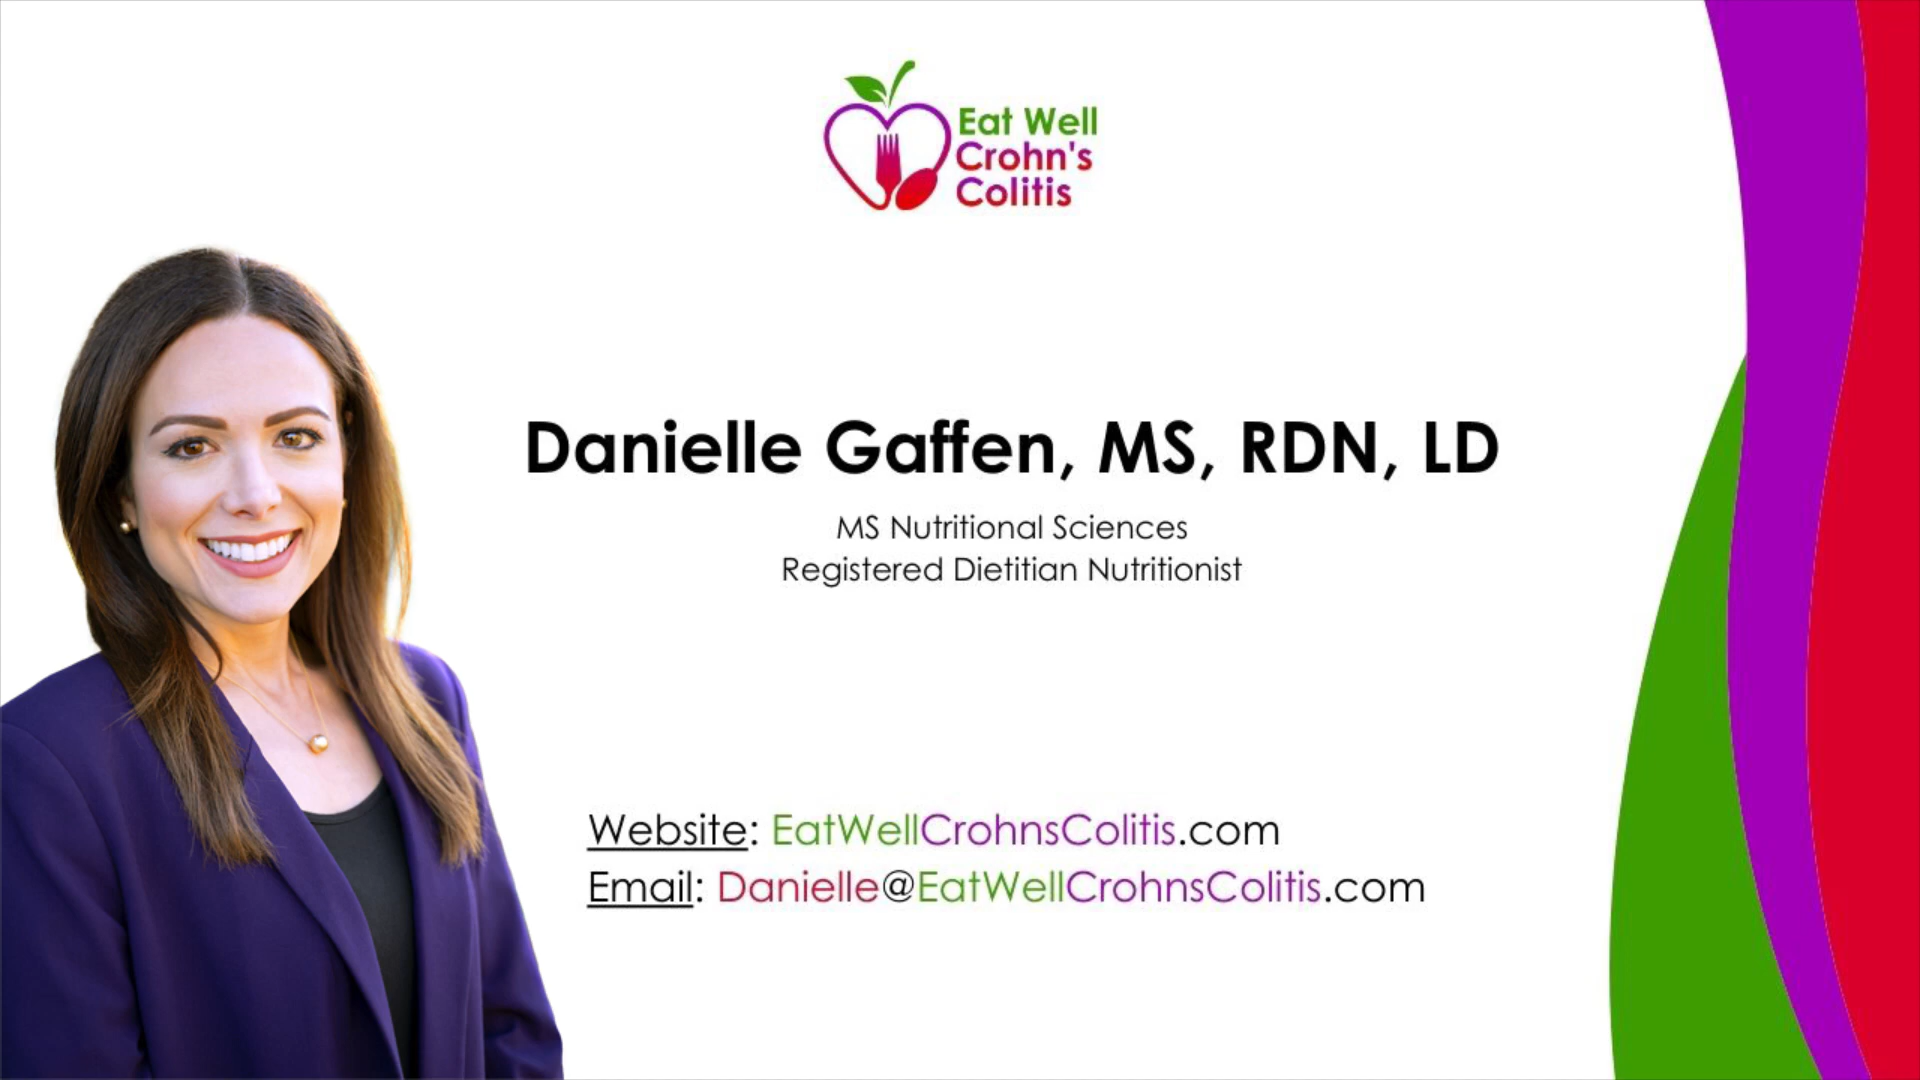 Eat Well
Crohn's
Colitis
Danielle Gaffen, MS, RDN, LD
MS Nutritional Sciences
Registered Dietitian Nutritionist
Website: EatWellCrohnsColitis.com
Email: Danielle@EatWellCrohnsColitis.com